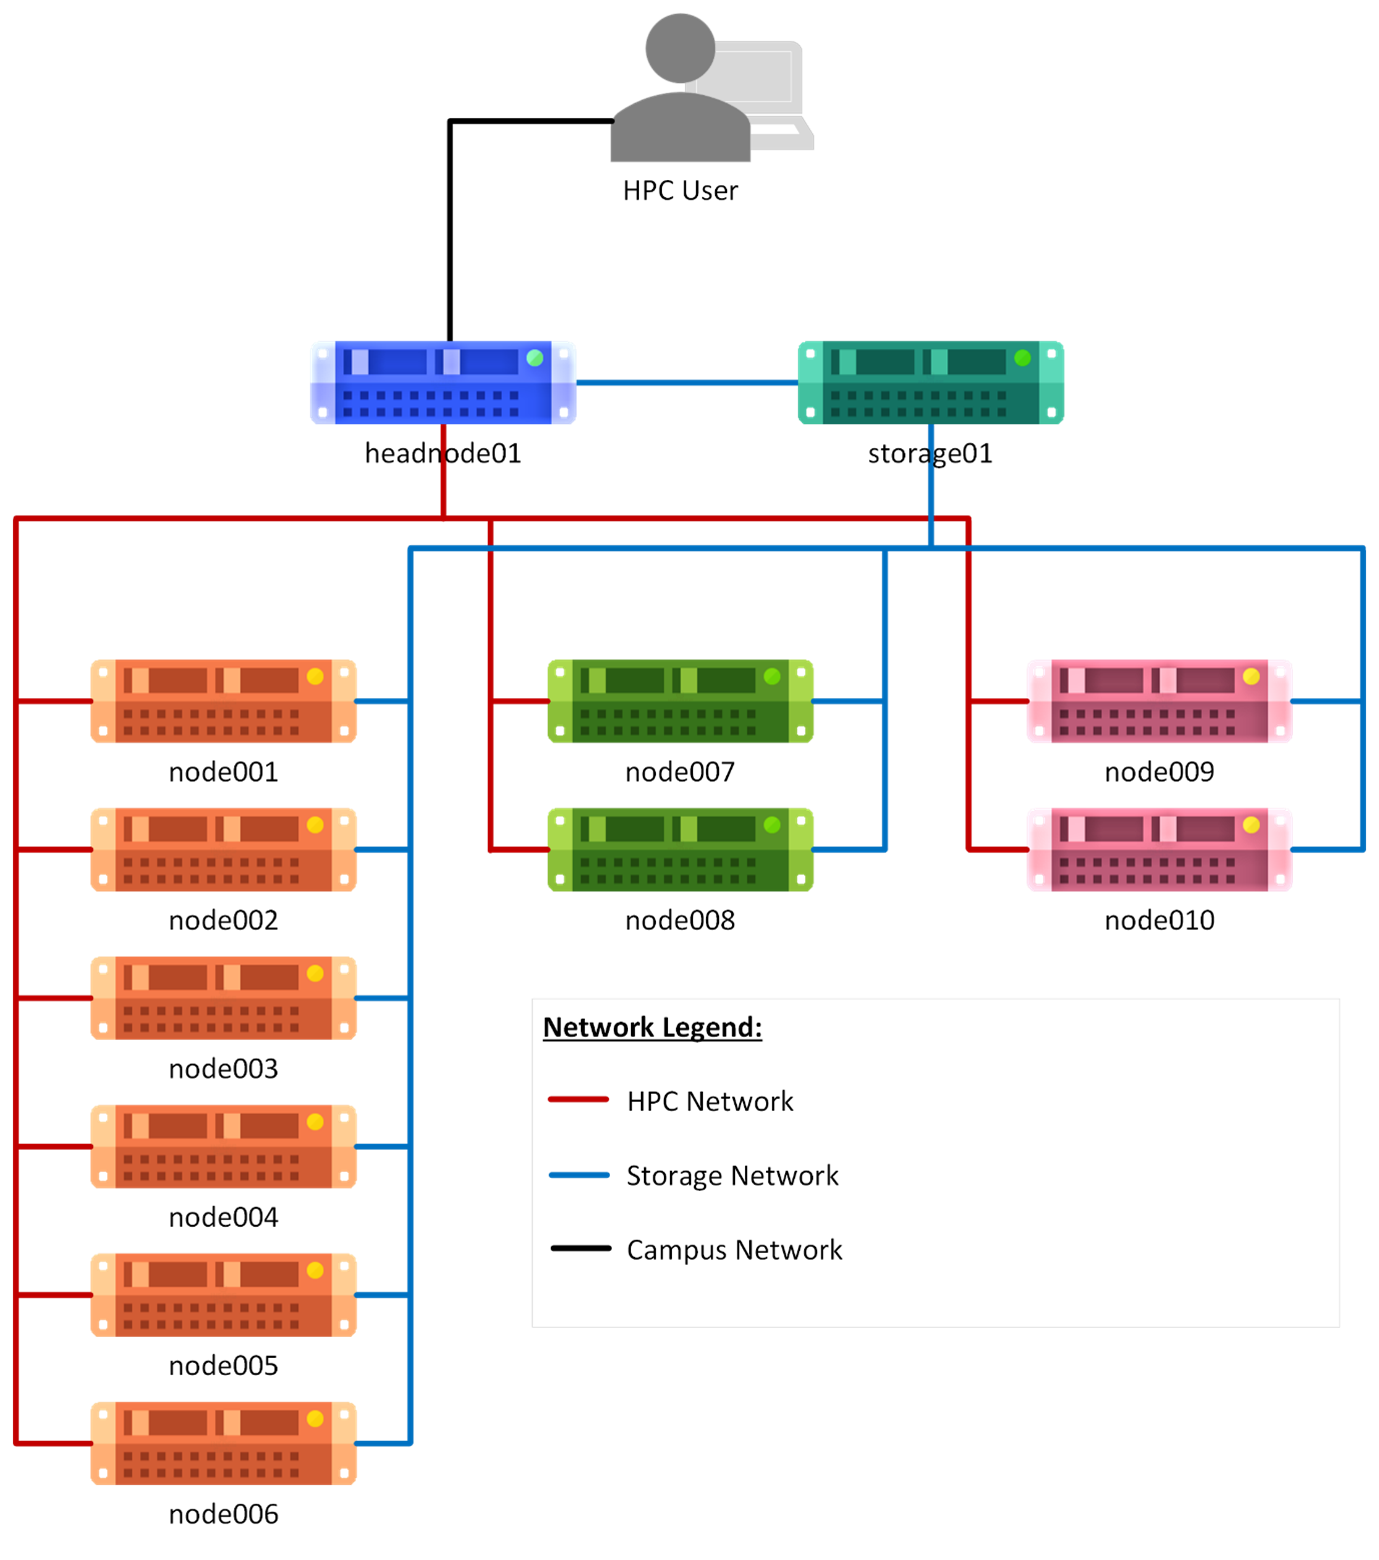 HPC User
headnode01
storage01
node001
node007
node009
node002
node008
node010
node003
Network Legend:
HPC Network
node004
Storage Network
Campus Network
node005
node006